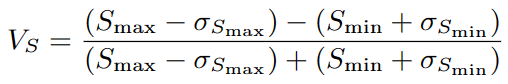 V_S = \frac{(S_{\max} - \sigma_{S_{\max}}) - (S_{\min} + \sigma_{S_{\min}})}{(S_{\max} - \sigma_{S_{\max}}) + (S_{\min} + \sigma_{S_{\min}})}